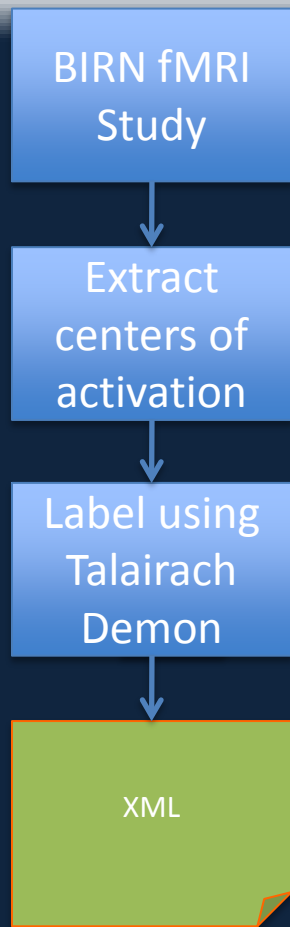 BIRN fMRI
Study
Extract
centers of
activation
Label using
Talairach
Demon
XML